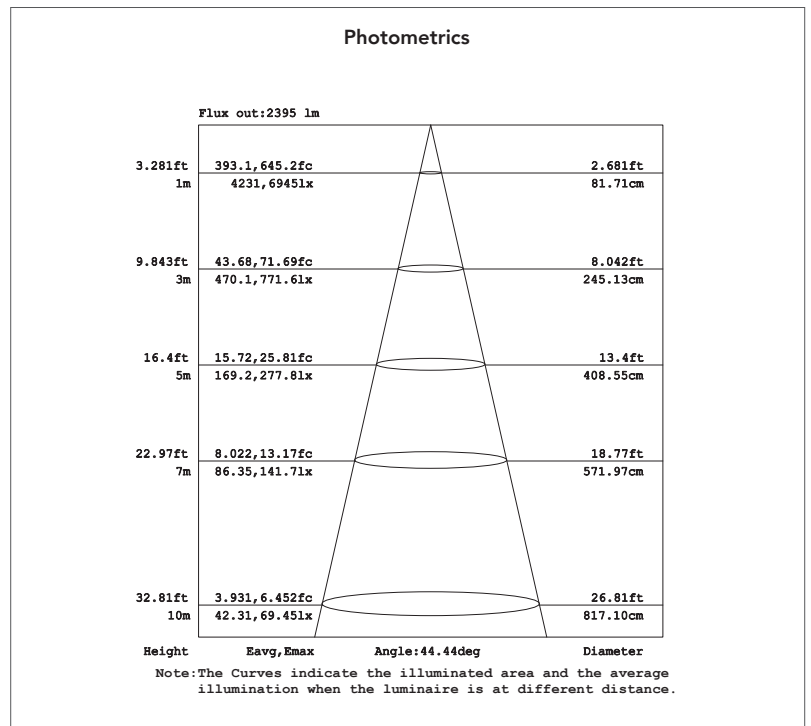 Photometrics
Flux out:2395 lm
3.281ft 393.1,645.2fc 2.681ft
1m 4231,6945lx 81.71cm
9.843ft 43.68,71.69fc 8.042ft
3m 470.1,771.6lx 245.13cm
16.4ft 15.72,25.81fc 13.4ft
5m 169.2,277.8lx 408.55cm
22.97ft 8.022,13.17fc 18.77ft
7m 86.35,141.7lx 571.97cm
32.81ft 3.931,6.452fc 26.81ft
10m 42.31,69.45lx 817.10cm
Height Eavg,Emax Angle:44.44deg Diameter
Note:The Curves indicate the illuminated area and the average
illumination when the luminaire is at different distance.